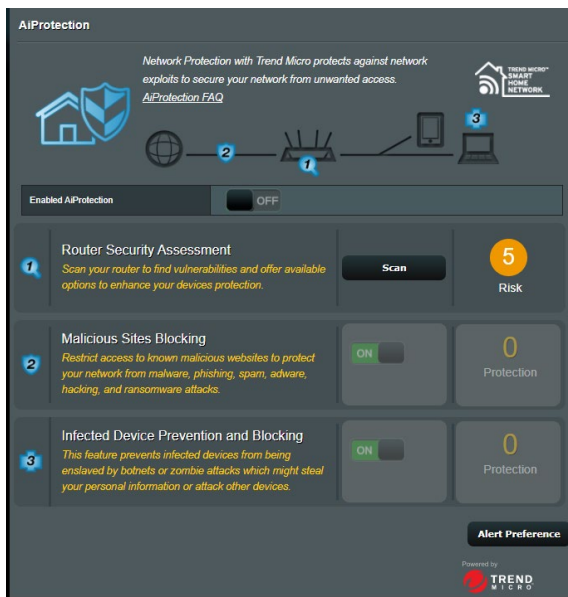 AiProtection
Network Protection with Trend Micro protects against network
exploits to secure your network from unwanted access.
AiProtection FAQ
TREND MICRO™
SMART
HOME
NETWORK
3
2
1
Enabled AiProtection
OFF
1
Router Security Assessment
Scan your router to find vulnerabilities and offer available
options to enhance your devices protection.
Scan
5
Risk
2
Malicious Sites Blocking
Restrict access to known malicious websites to protect
your network from malware, phishing, spam, adware,
hacking, and ransomware attacks.
ON
0
Protection
3
Infected Device Prevention and Blocking
This feature prevents infected devices from being
enslaved by botnets or zombie attacks which might steal
your personal information or attack other devices.
ON
0
Protection
Alert Preference
Powered by
TREND
MICRO